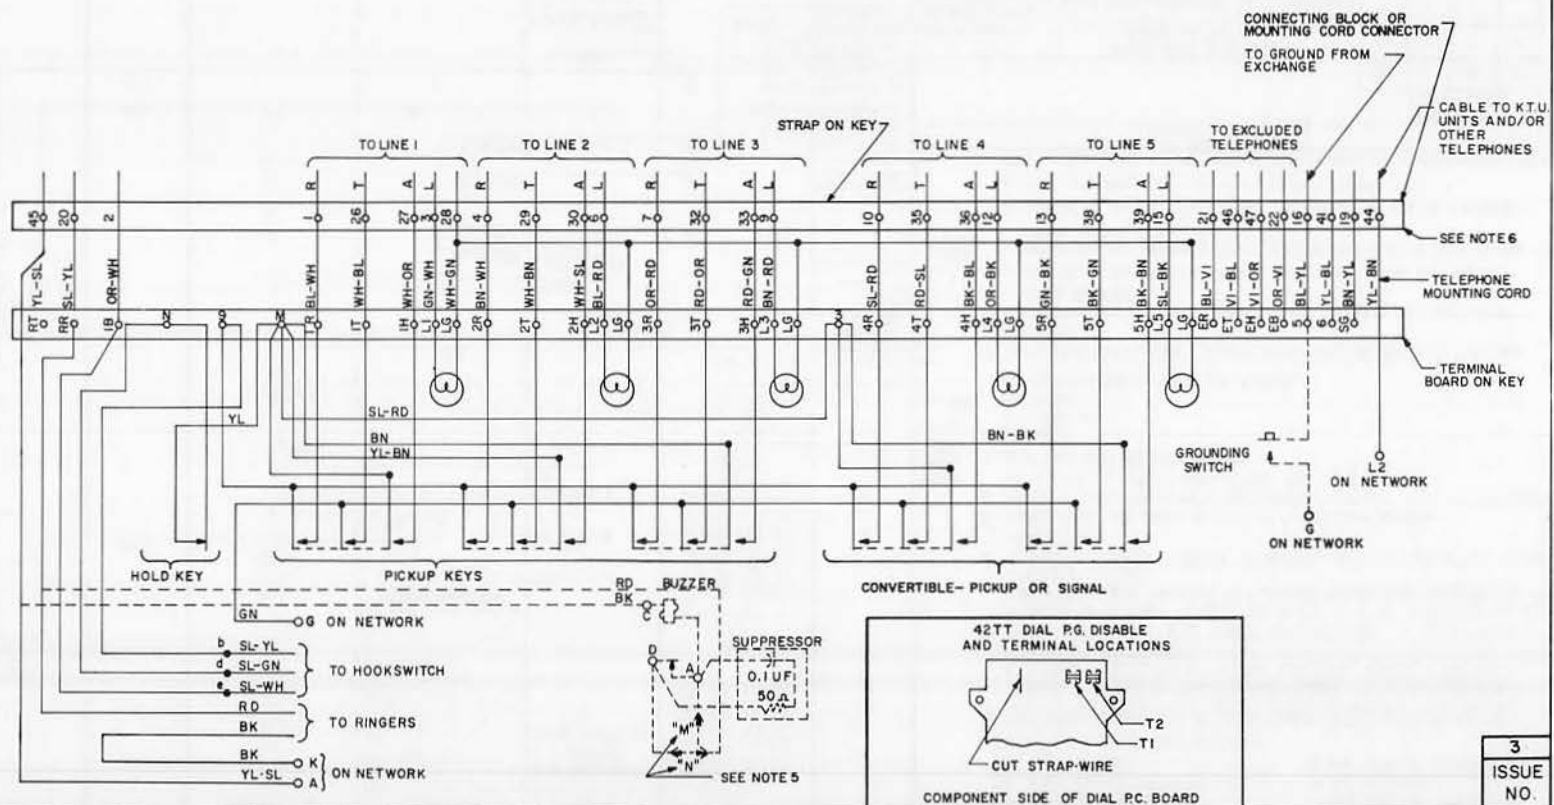 CONNECTING BLOCK OR
MOUNTING CORD CONNECTOR
TO GROUND FROM
EXCHANGE
CABLE TO K.T.U.
UNITS AND/OR
OTHER
TELEPHONES
STRAP ON KEY
TO LINE 1
TO LINE 2
TO LINE 3
TO LINE 4
TO LINE 5
TO EXCLUDED
TELEPHONES
R T A L R T A L R T A L R T A L R T A L
45 20 2 1 26 27 3 28 4 29 30 6 7 32 33 9 10 35 36 12 13 38 39 15 21 46 47 22 16 41 19 44
SEE NOTE 6
YL-SL SL-YL OR-WH BL-WH WH-BL WH-OR GN-WH WH-GN BN-WH WH-BN WH-SL BL-RD OR-RD RD-OR RD-GN BN-RD SL-RD RD-SL BK-BL OR-BK GN-BK BK-GN BK-BN SL-BK BL-VI VI-BL VI-OR OR-VI BL-YL YL-BL BN-YL YL-BN
TELEPHONE
MOUNTING CORD
RT RR 1B N 9 M 1R 1T 1H L1 LG 2R 2T 2H L2 LG 3R 3T 3H L3 LG 3 4R 4T 4H L4 LG 5R 5T 5H L5 LG ER ET EH EB 5 6 SG
TERMINAL
BOARD ON KEY
YL
SL-RD
BN
YL-BN
BN-BK
GROUNDING
SWITCH
L2
ON NETWORK
G
ON NETWORK
HOLD KEY
PICKUP KEYS
CONVERTIBLE- PICKUP OR SIGNAL
RD
BK
BUZZER
C
GN
G ON NETWORK
b SL-YL
d SL-GN
e SL-WH
TO HOOKSWITCH
RD
BK
TO RINGERS
BK
K
YL-SL
A
ON NETWORK
D
A
SUPPRESSOR
0.1 UF
50 Ω
"M"
"N"
SEE NOTE 5
42TT DIAL P.G. DISABLE
AND TERMINAL LOCATIONS
T2
T1
CUT STRAP-WIRE
COMPONENT SIDE OF DIAL P.C. BOARD
3
ISSUE
NO.